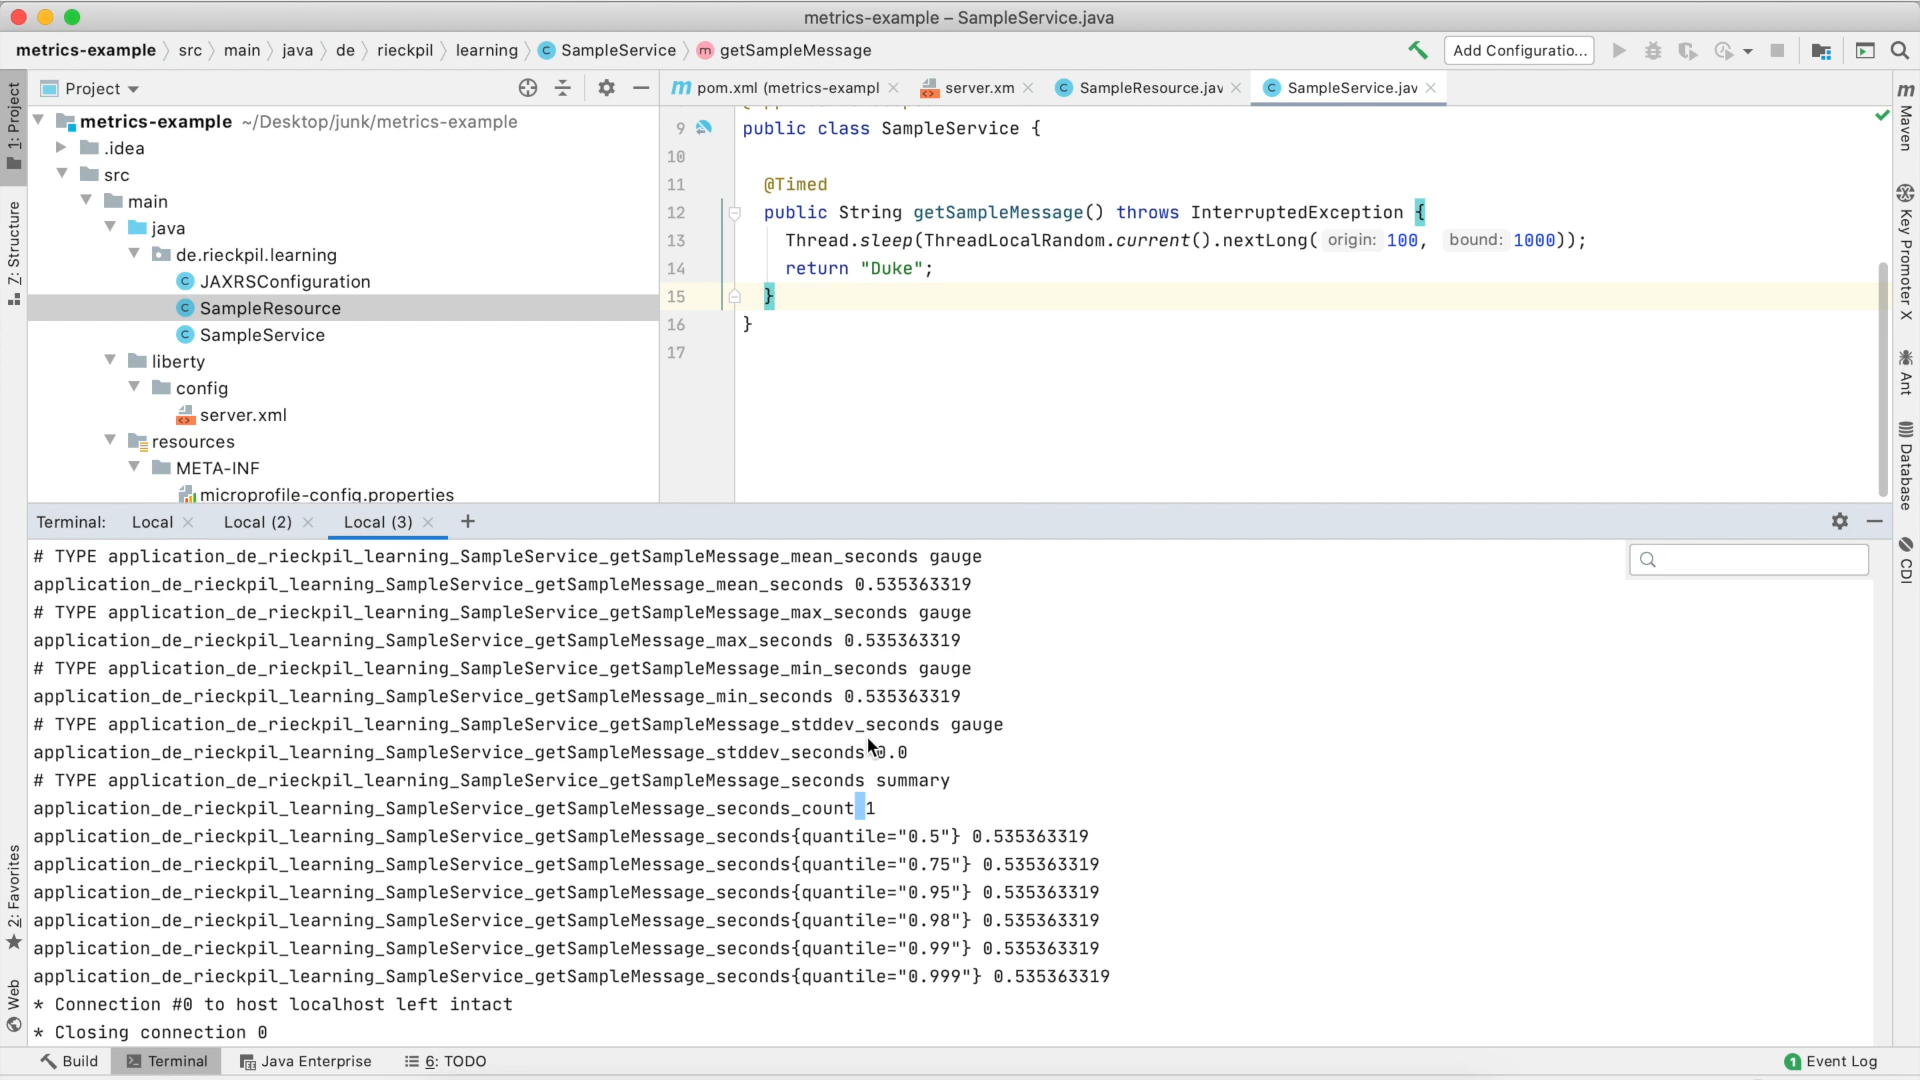 metrics-example – SampleService.java
metrics-example src main java de rieckpil learning SampleService getSampleMessage
Add Configuratio...
Project
pom.xml (metrics-exampl
server.xm
SampleResource.jav
SampleService.jav
1: Project
Z: Structure
2: Favorites
Web
metrics-example ~/Desktop/junk/metrics-example
.idea
src
main
java
de.rieckpil.learning
JAXRSConfiguration
SampleResource
SampleService
liberty
config
server.xml
resources
META-INF
microprofile-config.properties
9 public class SampleService {
10
11 @Timed
12 public String getSampleMessage() throws InterruptedException {
13 Thread.sleep(ThreadLocalRandom.current().nextLong( origin: 100, bound: 1000));
14 return "Duke";
15 }
16 }
17
m Maven
Key Promoter X
Ant
Database
CDI
Terminal: Local Local (2) Local (3) +
# TYPE application_de_rieckpil_learning_SampleService_getSampleMessage_mean_seconds gauge
application_de_rieckpil_learning_SampleService_getSampleMessage_mean_seconds 0.535363319
# TYPE application_de_rieckpil_learning_SampleService_getSampleMessage_max_seconds gauge
application_de_rieckpil_learning_SampleService_getSampleMessage_max_seconds 0.535363319
# TYPE application_de_rieckpil_learning_SampleService_getSampleMessage_min_seconds gauge
application_de_rieckpil_learning_SampleService_getSampleMessage_min_seconds 0.535363319
# TYPE application_de_rieckpil_learning_SampleService_getSampleMessage_stddev_seconds gauge
application_de_rieckpil_learning_SampleService_getSampleMessage_stddev_seconds 0.0
# TYPE application_de_rieckpil_learning_SampleService_getSampleMessage_seconds summary
application_de_rieckpil_learning_SampleService_getSampleMessage_seconds_count 1
application_de_rieckpil_learning_SampleService_getSampleMessage_seconds{quantile="0.5"} 0.535363319
application_de_rieckpil_learning_SampleService_getSampleMessage_seconds{quantile="0.75"} 0.535363319
application_de_rieckpil_learning_SampleService_getSampleMessage_seconds{quantile="0.95"} 0.535363319
application_de_rieckpil_learning_SampleService_getSampleMessage_seconds{quantile="0.98"} 0.535363319
application_de_rieckpil_learning_SampleService_getSampleMessage_seconds{quantile="0.99"} 0.535363319
application_de_rieckpil_learning_SampleService_getSampleMessage_seconds{quantile="0.999"} 0.535363319
* Connection #0 to host localhost left intact
* Closing connection 0
Build Terminal Java Enterprise 6: TODO
1 Event Log